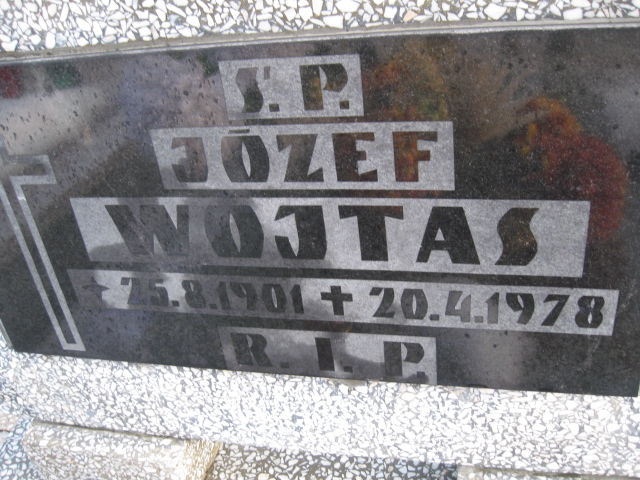 Ś. P.
JÓZEF
WOJTAS
* 25.8.1901 ✝ 20.4.1978
R. I. P.